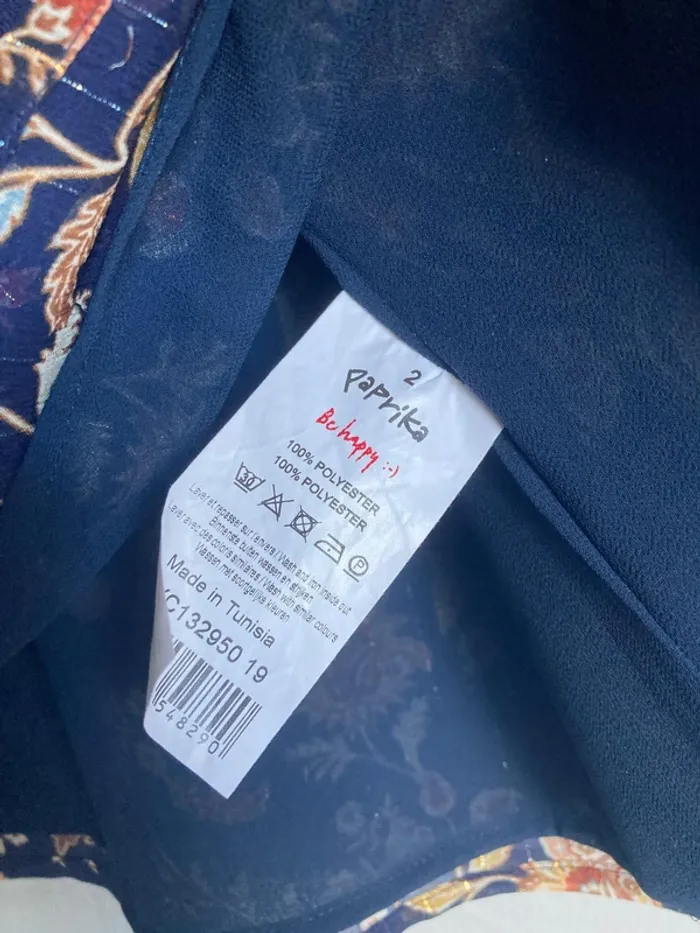 2
paprika
Be happy :-)
100% POLYESTER
100% POLYESTER
30
P
Laver et repasser sur l'envers / Wash and iron inside out
Binnenste buiten wassen en strijken
Laver avec des coloris similaires / Wash with similar colours
Wassen met soortgelijke kleuren
Made in Tunisia
C132950 19
548290